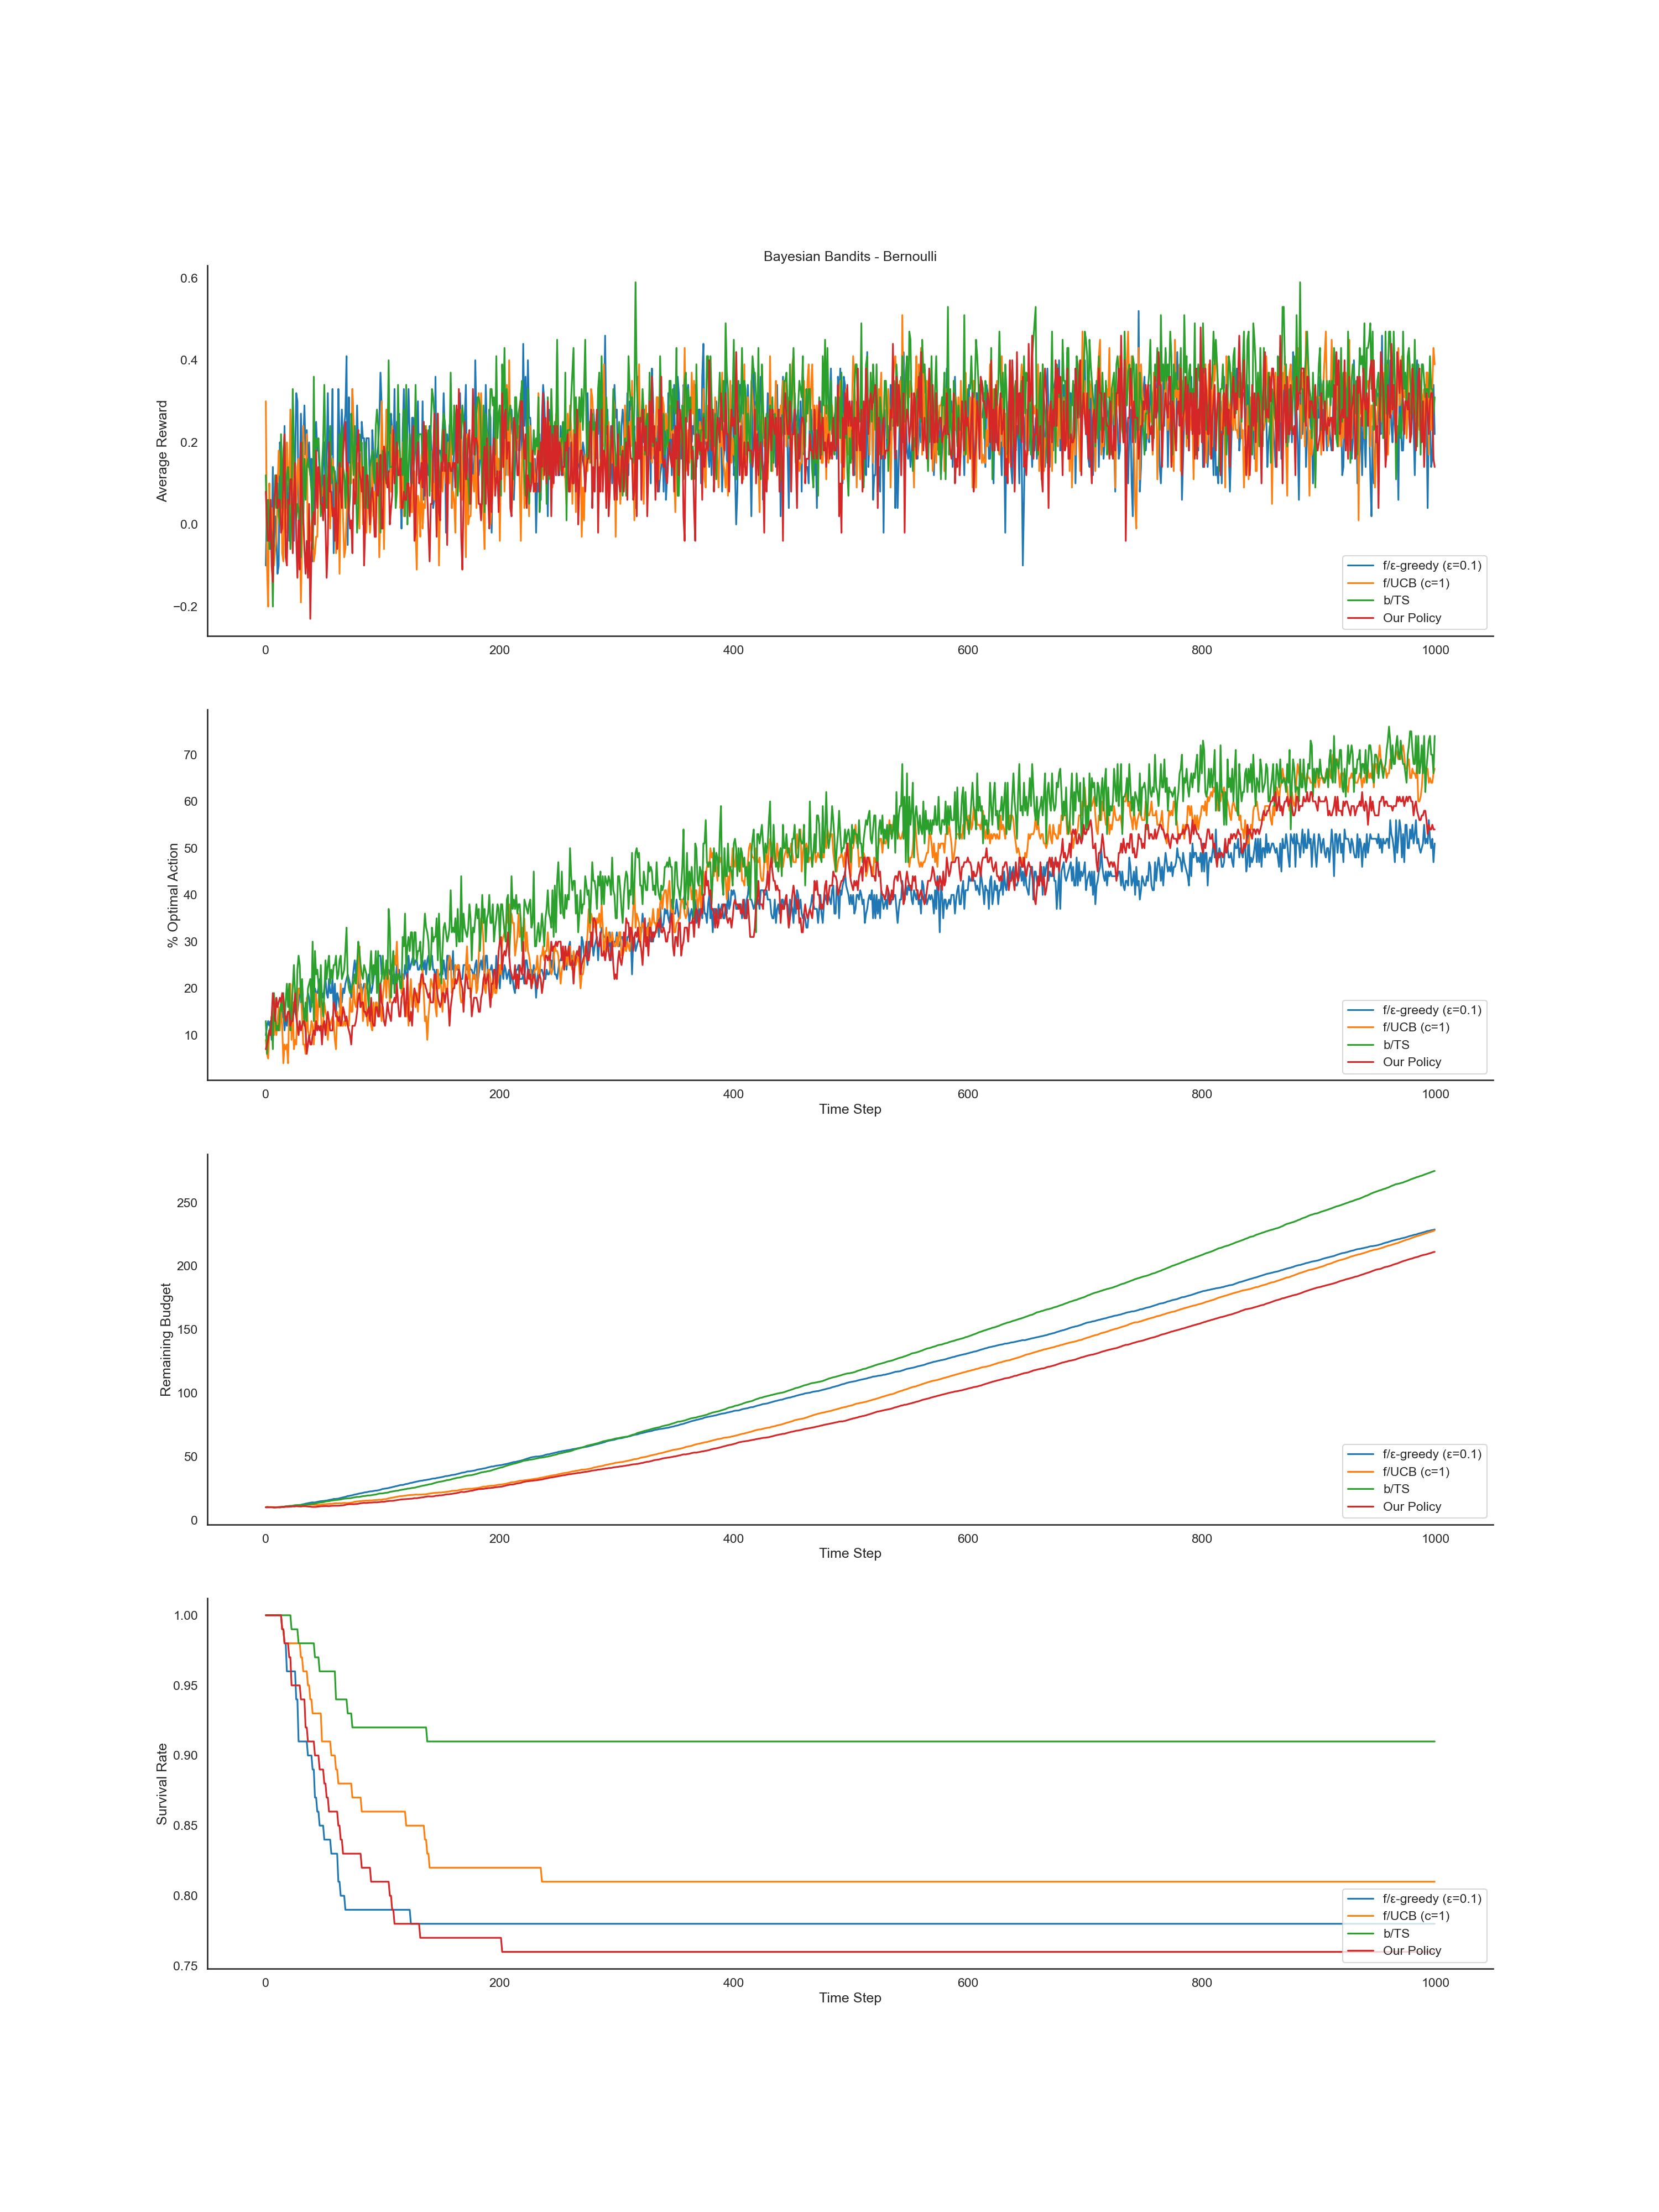 Bayesian Bandits - Bernoulli
Average Reward
0.6
0.4
0.2
0.0
−0.2
0 200 400 600 800 1000
f/ε-greedy (ε=0.1)
f/UCB (c=1)
b/TS
Our Policy
% Optimal Action
70
60
50
40
30
20
10
0 200 400 600 800 1000
Time Step
f/ε-greedy (ε=0.1)
f/UCB (c=1)
b/TS
Our Policy
Remaining Budget
250
200
150
100
50
0
0 200 400 600 800 1000
Time Step
f/ε-greedy (ε=0.1)
f/UCB (c=1)
b/TS
Our Policy
Survival Rate
1.00
0.95
0.90
0.85
0.80
0.75
0 200 400 600 800 1000
Time Step
f/ε-greedy (ε=0.1)
f/UCB (c=1)
b/TS
Our Policy